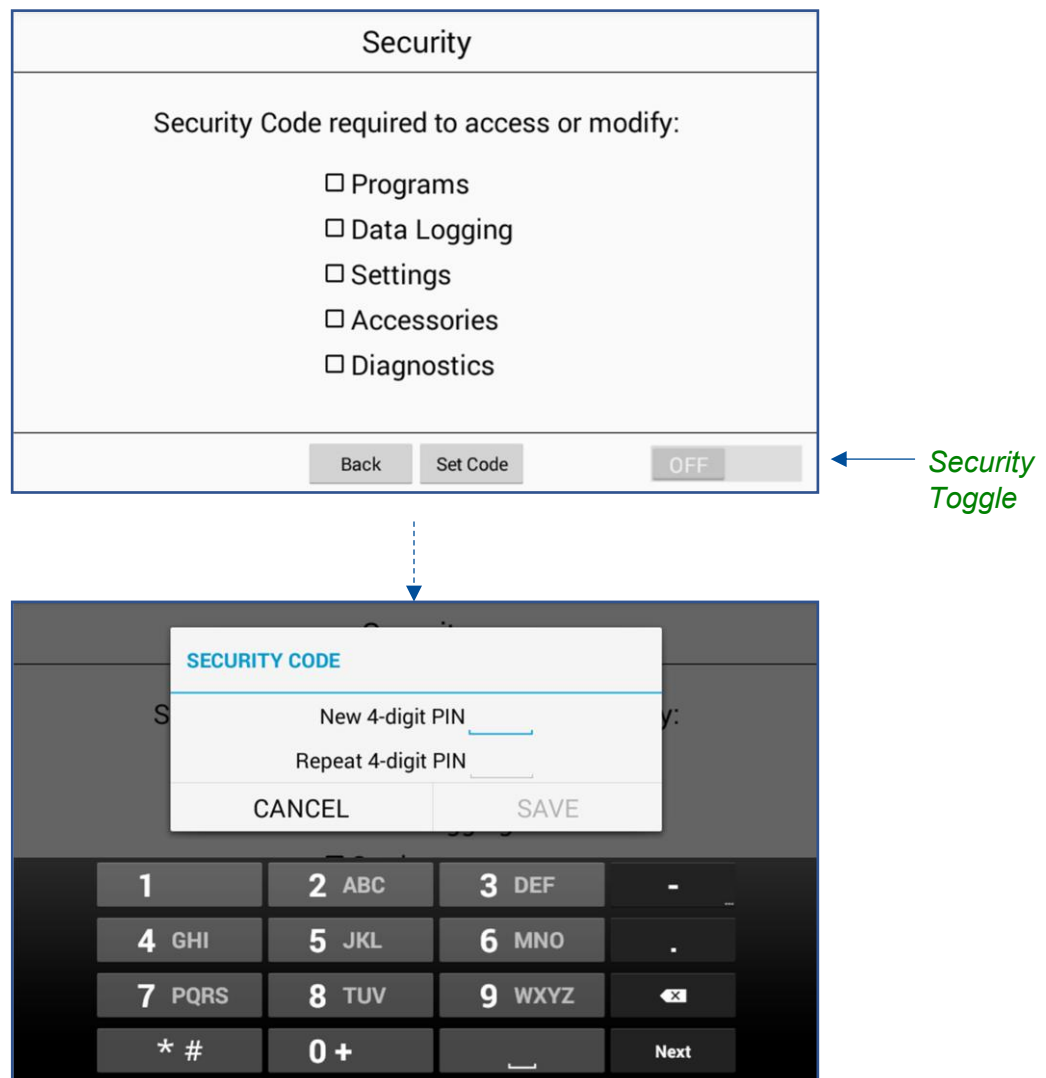 Security
Security Code required to access or modify:
Programs
Data Logging
Settings
Accessories
Diagnostics
Back Set Code OFF
Security
Toggle
SECURITY CODE
New 4-digit PIN
Repeat 4-digit PIN
CANCEL SAVE
1 2 ABC 3 DEF -
4 GHI 5 JKL 6 MNO .
7 PQRS 8 TUV 9 WXYZ
* # 0 + Next